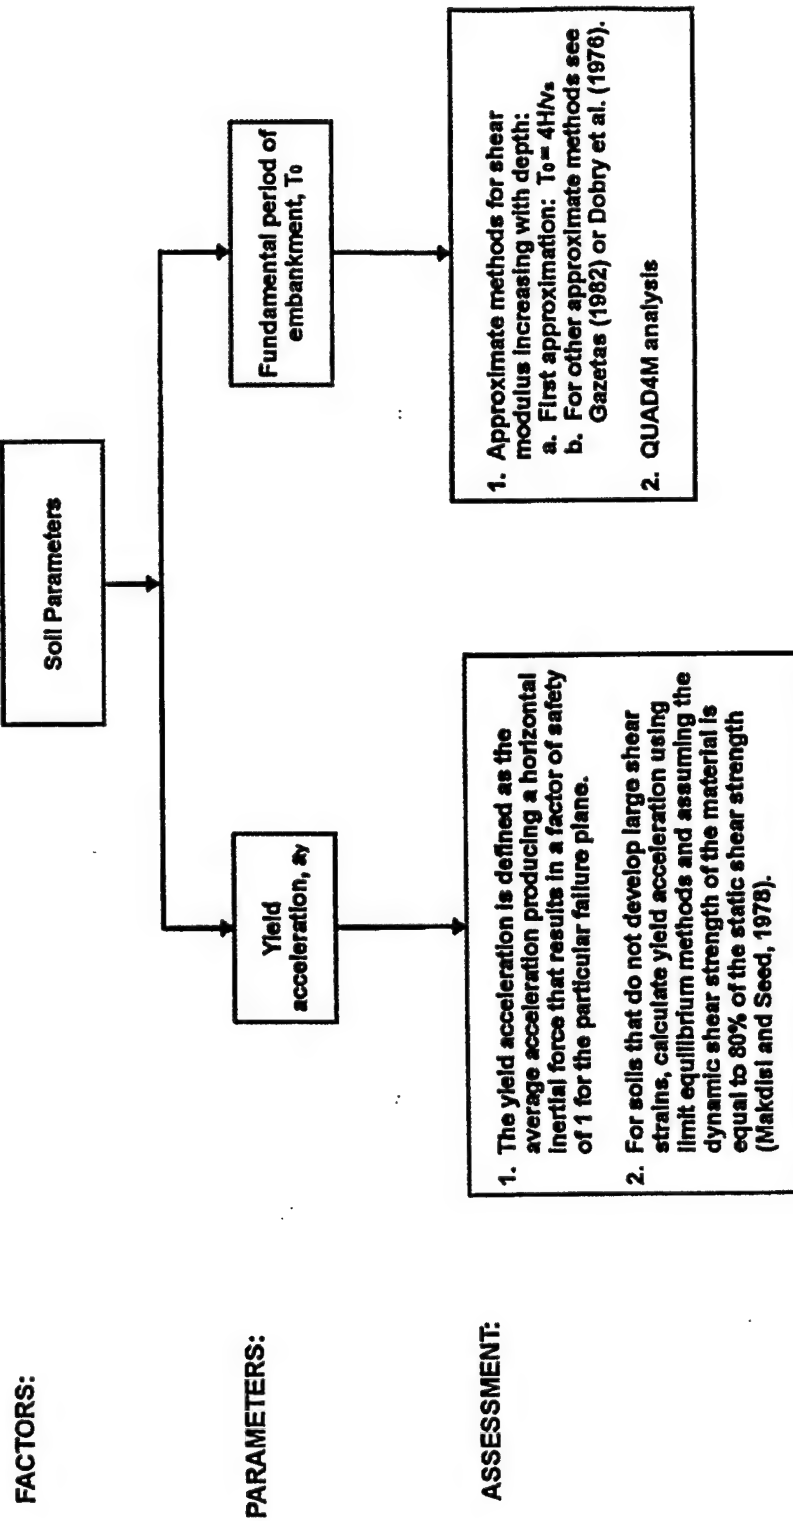 FACTORS:
Soil Parameters
PARAMETERS:
Yield
acceleration, ay
Fundamental period of
embankment, T0
ASSESSMENT:
1. The yield acceleration is defined as the
average acceleration producing a horizontal
inertial force that results in a factor of safety
of 1 for the particular failure plane.
2. For soils that do not develop large shear
strains, calculate yield acceleration using
limit equilibrium methods and assuming the
dynamic shear strength of the material is
equal to 80% of the static shear strength
(Makdisi and Seed, 1978).
1. Approximate methods for shear
modulus increasing with depth:
a. First approximation: T0= 4H/vs
b. For other approximate methods see
Gazetas (1982) or Dobry et al. (1976).
2. QUAD4M analysis